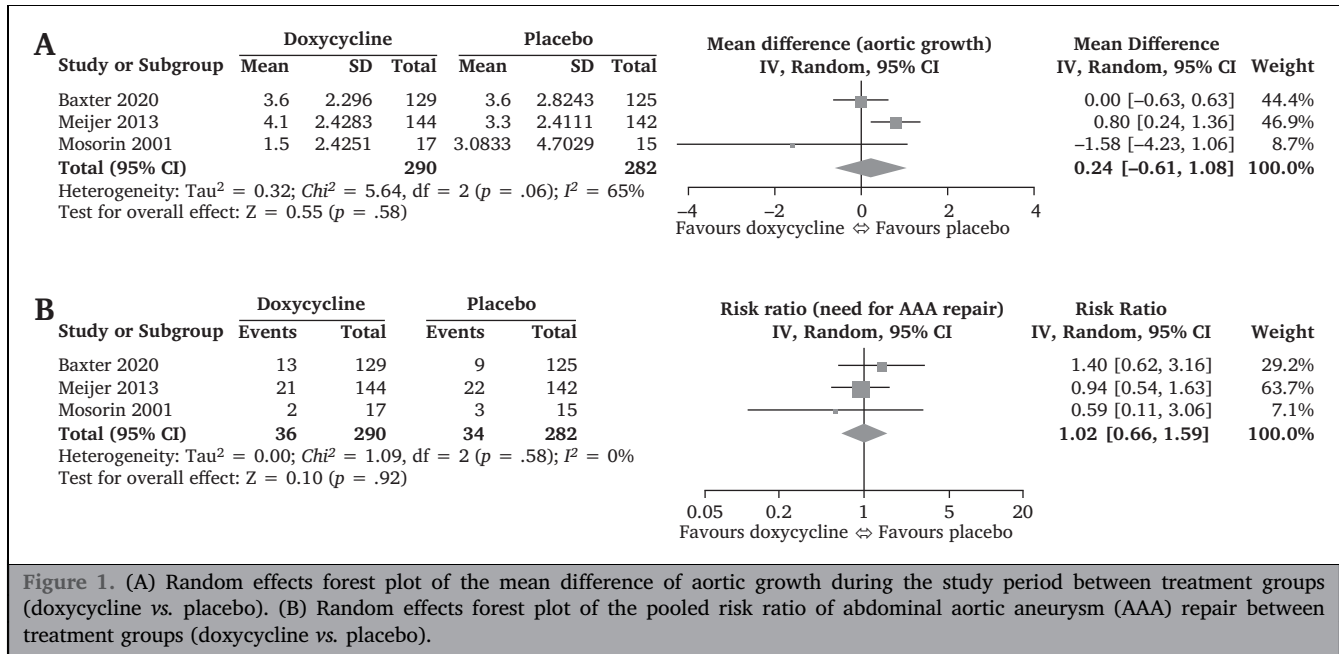 A
Doxycycline Placebo Mean difference (aortic growth) Mean Difference
Study or Subgroup Mean SD Total Mean SD Total IV, Random, 95% CI IV, Random, 95% CI Weight
Baxter 2020 3.6 2.296 129 3.6 2.8243 125 0.00 [–0.63, 0.63] 44.4%
Meijer 2013 4.1 2.4283 144 3.3 2.4111 142 0.80 [0.24, 1.36] 46.9%
Mosorin 2001 1.5 2.4251 17 3.0833 4.7029 15 –1.58 [–4.23, 1.06] 8.7%
Total (95% CI) 290 282 0.24 [–0.61, 1.08] 100.0%
Heterogeneity: Tau² = 0.32; Chi² = 5.64, df = 2 (p = .06); I² = 65%
Test for overall effect: Z = 0.55 (p = .58)
–4 –2 0 2 4
Favours doxycycline ⇔ Favours placebo
B
Doxycycline Placebo Risk ratio (need for AAA repair) Risk Ratio
Study or Subgroup Events Total Events Total IV, Random, 95% CI IV, Random, 95% CI Weight
Baxter 2020 13 129 9 125 1.40 [0.62, 3.16] 29.2%
Meijer 2013 21 144 22 142 0.94 [0.54, 1.63] 63.7%
Mosorin 2001 2 17 3 15 0.59 [0.11, 3.06] 7.1%
Total (95% CI) 36 290 34 282 1.02 [0.66, 1.59] 100.0%
Heterogeneity: Tau² = 0.00; Chi² = 1.09, df = 2 (p = .58); I² = 0%
Test for overall effect: Z = 0.10 (p = .92)
0.05 0.2 1 5 20
Favours doxycycline ⇔ Favours placebo
Figure 1. (A) Random effects forest plot of the mean difference of aortic growth during the study period between treatment groups
(doxycycline vs. placebo). (B) Random effects forest plot of the pooled risk ratio of abdominal aortic aneurysm (AAA) repair between
treatment groups (doxycycline vs. placebo).